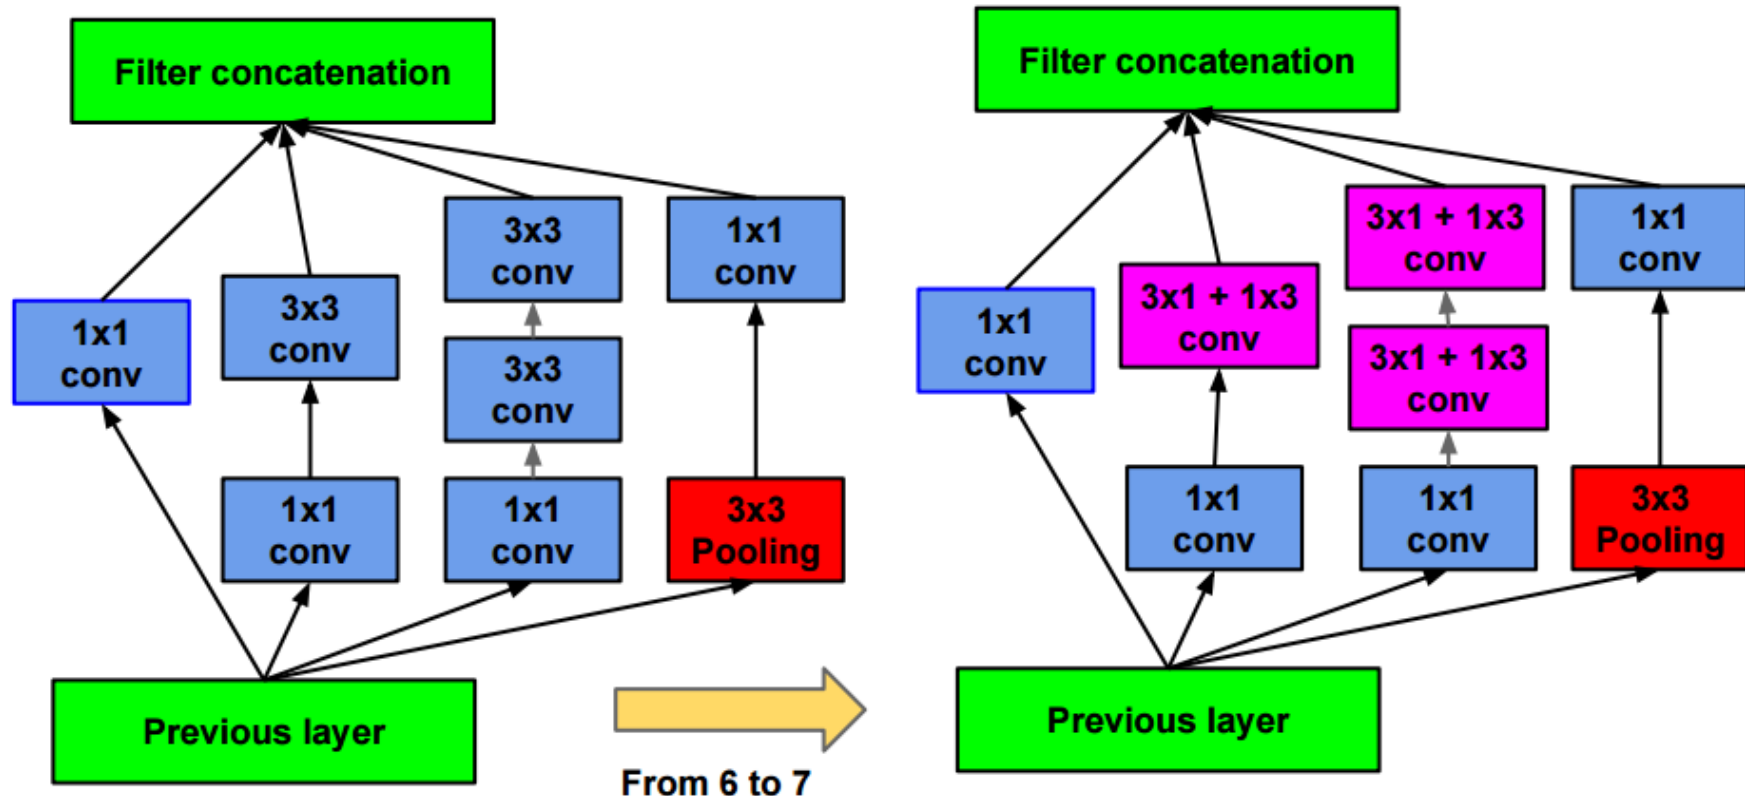 Filter concatenation
3x3
conv
1x1
conv
1x1
conv
3x3
conv
3x3
conv
1x1
conv
1x1
conv
3x3
Pooling
Previous layer
From 6 to 7
Filter concatenation
3x1 + 1x3
conv
1x1
conv
1x1
conv
3x1 + 1x3
conv
3x1 + 1x3
conv
1x1
conv
1x1
conv
3x3
Pooling
Previous layer